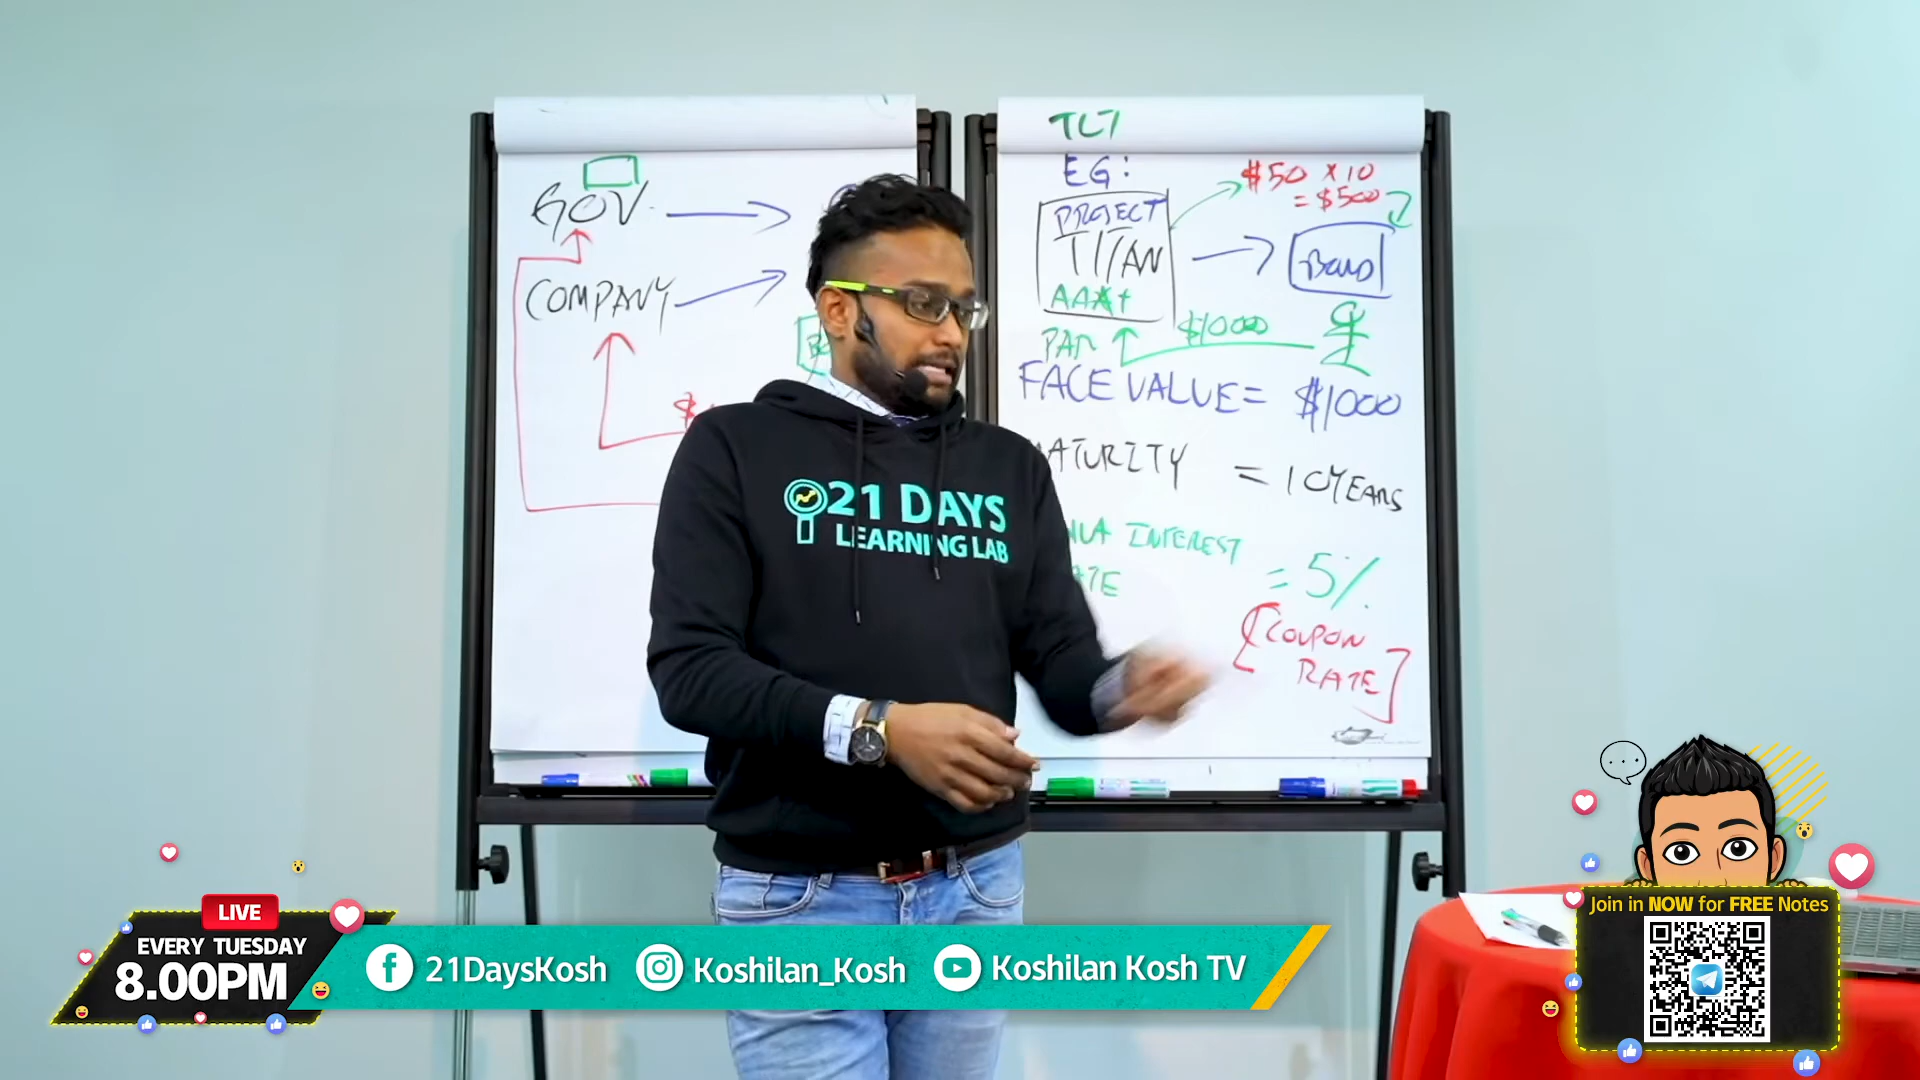 GOV.
COMPANY
TLT
EG:
PROJECT
TITAN
AAA+
$50 x 10
= $500
BOND
PAR
$1000
FACE VALUE = $1000
MATURITY = 10 YEARS
INTEREST
= 5%
[COUPON
RATE]
21 DAYS
LEARNING LAB
LIVE
EVERY TUESDAY
8.00PM
21DaysKosh
Koshilan_Kosh
Koshilan Kosh TV
Join in NOW for FREE Notes